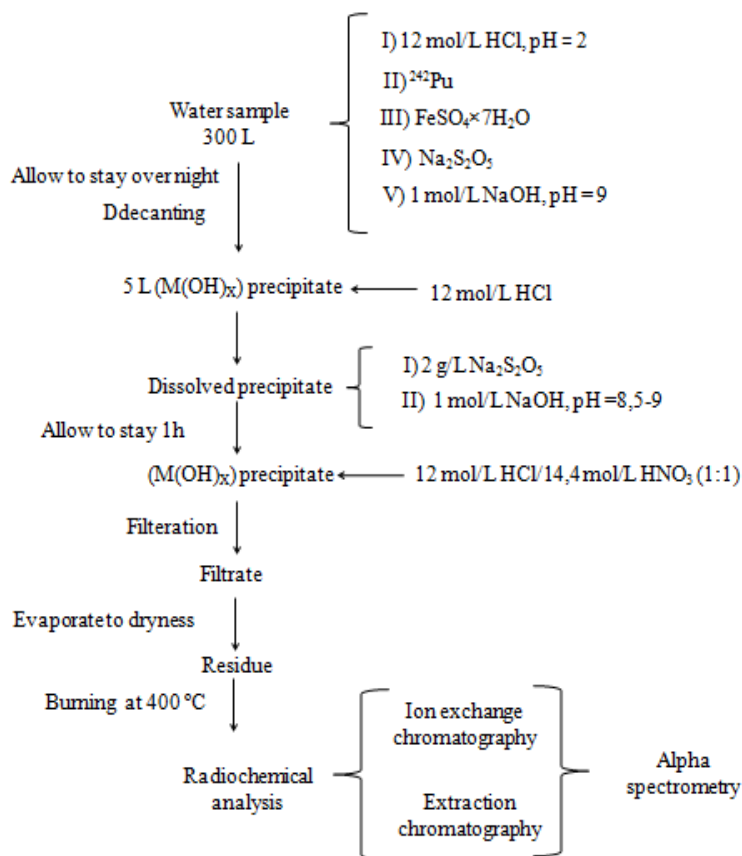 I) 12 mol/L HCl, pH = 2
II) ²⁴²Pu
Water sample
300 L
III) FeSO₄×7H₂O
IV) Na₂S₂O₅
V) 1 mol/L NaOH, pH = 9
Allow to stay over night
Ddecanting
5 L (M(OH)ₓ) precipitate
12 mol/L HCl
Dissolved precipitate
I) 2 g/L Na₂S₂O₅
II) 1 mol/L NaOH, pH =8,5-9
Allow to stay 1h
(M(OH)ₓ) precipitate
12 mol/L HCl/14,4 mol/L HNO₃ (1:1)
Filteration
Filtrate
Evaporate to dryness
Residue
Burning at 400 °C
Radiochemical
analysis
Ion exchange
chromatography
Extraction
chromatography
Alpha
spectrometry